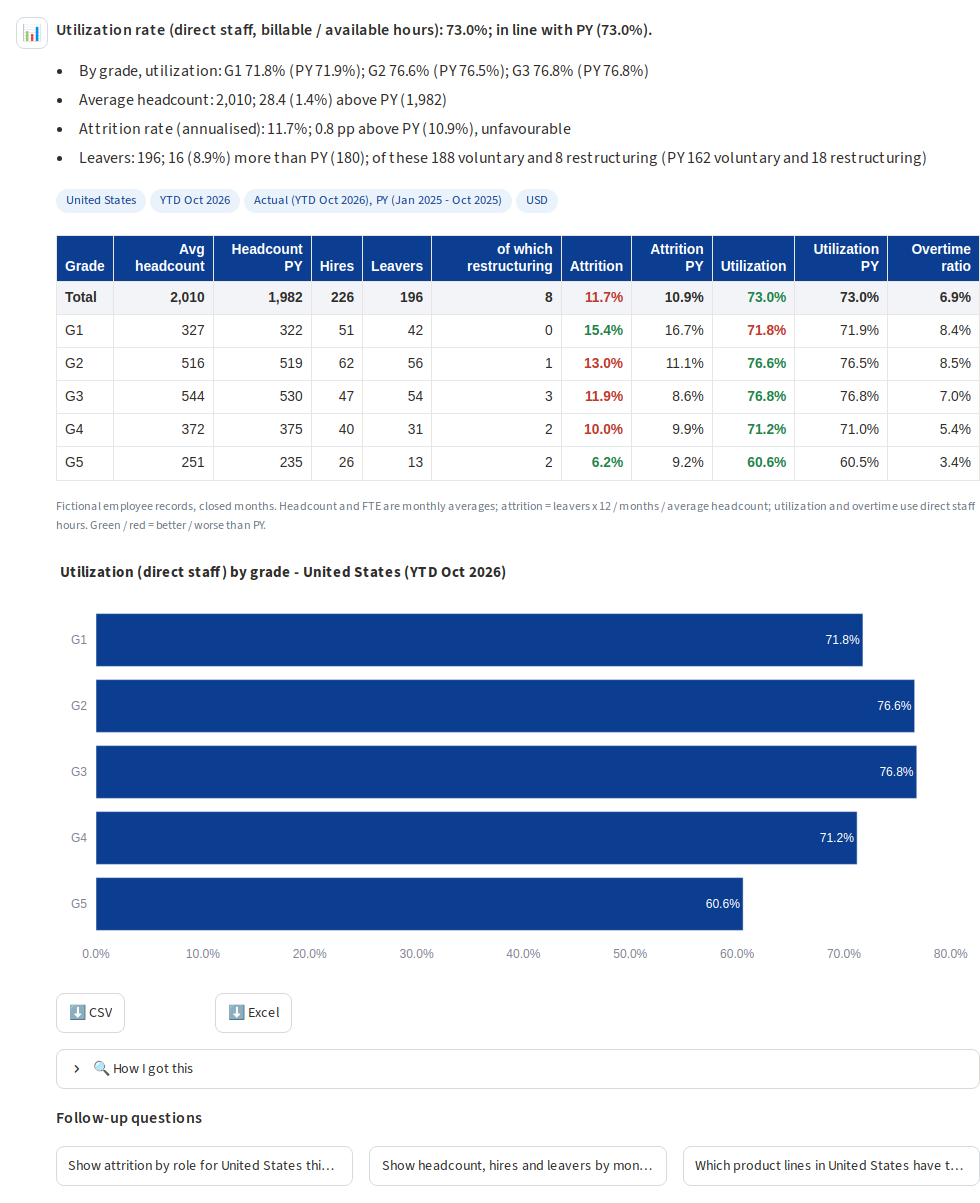 Utilization rate (direct staff, billable / available hours): 73.0%; in line with PY (73.0%).
• By grade, utilization: G1 71.8% (PY 71.9%); G2 76.6% (PY 76.5%); G3 76.8% (PY 76.8%)
• Average headcount: 2,010; 28.4 (1.4%) above PY (1,982)
• Attrition rate (annualised): 11.7%; 0.8 pp above PY (10.9%), unfavourable
• Leavers: 196; 16 (8.9%) more than PY (180); of these 188 voluntary and 8 restructuring (PY 162 voluntary and 18 restructuring)
United States YTD Oct 2026 Actual (YTD Oct 2026), PY (Jan 2025 - Oct 2025) USD
Grade Avg headcount Headcount PY Hires Leavers of which restructuring Attrition Attrition PY Utilization Utilization PY Overtime ratio
Total 2,010 1,982 226 196 8 11.7% 10.9% 73.0% 73.0% 6.9%
G1 327 322 51 42 0 15.4% 16.7% 71.8% 71.9% 8.4%
G2 516 519 62 56 1 13.0% 11.1% 76.6% 76.5% 8.5%
G3 544 530 47 54 3 11.9% 8.6% 76.8% 76.8% 7.0%
G4 372 375 40 31 2 10.0% 9.9% 71.2% 71.0% 5.4%
G5 251 235 26 13 2 6.2% 9.2% 60.6% 60.5% 3.4%
Fictional employee records, closed months. Headcount and FTE are monthly averages; attrition = leavers x 12 / months / average headcount; utilization and overtime use direct staff
hours. Green / red = better / worse than PY.
Utilization (direct staff) by grade - United States (YTD Oct 2026)
G1 71.8%
G2 76.6%
G3 76.8%
G4 71.2%
G5 60.6%
0.0% 10.0% 20.0% 30.0% 40.0% 50.0% 60.0% 70.0% 80.0%
CSV Excel
How I got this
Follow-up questions
Show attrition by role for United States thi… Show headcount, hires and leavers by mon… Which product lines in United States have t…